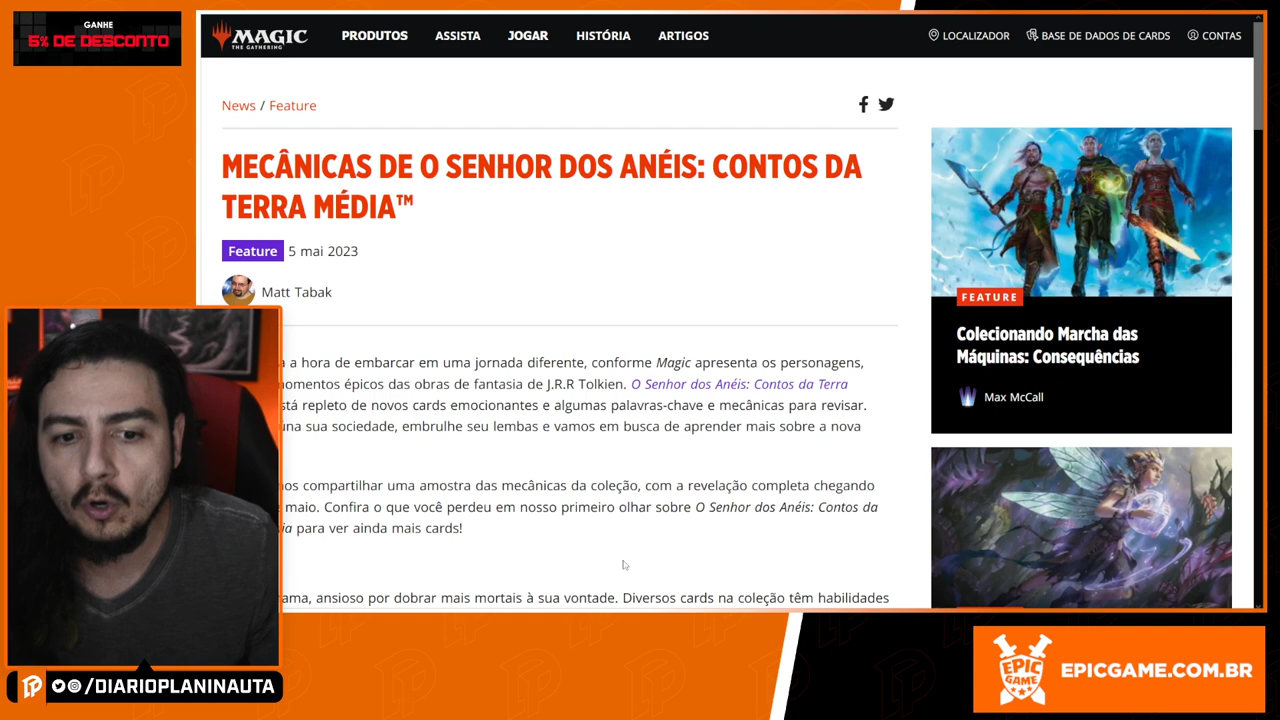 GANHE
5% DE DESCONTO
MAGIC
THE GATHERING
PRODUTOS
ASSISTA
JOGAR
HISTÓRIA
ARTIGOS
LOCALIZADOR
BASE DE DADOS DE CARDS
CONTAS
News / Feature
MECÂNICAS DE O SENHOR DOS ANÉIS: CONTOS DA
TERRA MÉDIA™
Feature 5 mai 2023
Matt Tabak
a hora de embarcar em uma jornada diferente, conforme Magic apresenta os personagens,
momentos épicos das obras de fantasia de J.R.R Tolkien. O Senhor dos Anéis: Contos da Terra
está repleto de novos cards emocionantes e algumas palavras-chave e mecânicas para revisar.
sua sociedade, embrulhe seu lembas e vamos em busca de aprender mais sobre a nova
compartilhar uma amostra das mecânicas da coleção, com a revelação completa chegando
maio. Confira o que você perdeu em nosso primeiro olhar sobre O Senhor dos Anéis: Contos da
para ver ainda mais cards!
ansioso por dobrar mais mortais à sua vontade. Diversos cards na coleção têm habilidades
FEATURE
Colecionando Marcha das
Máquinas: Consequências
Max McCall
/DIARIOPLANINAUTA
EPIC
GAME
EPICGAME.COM.BR